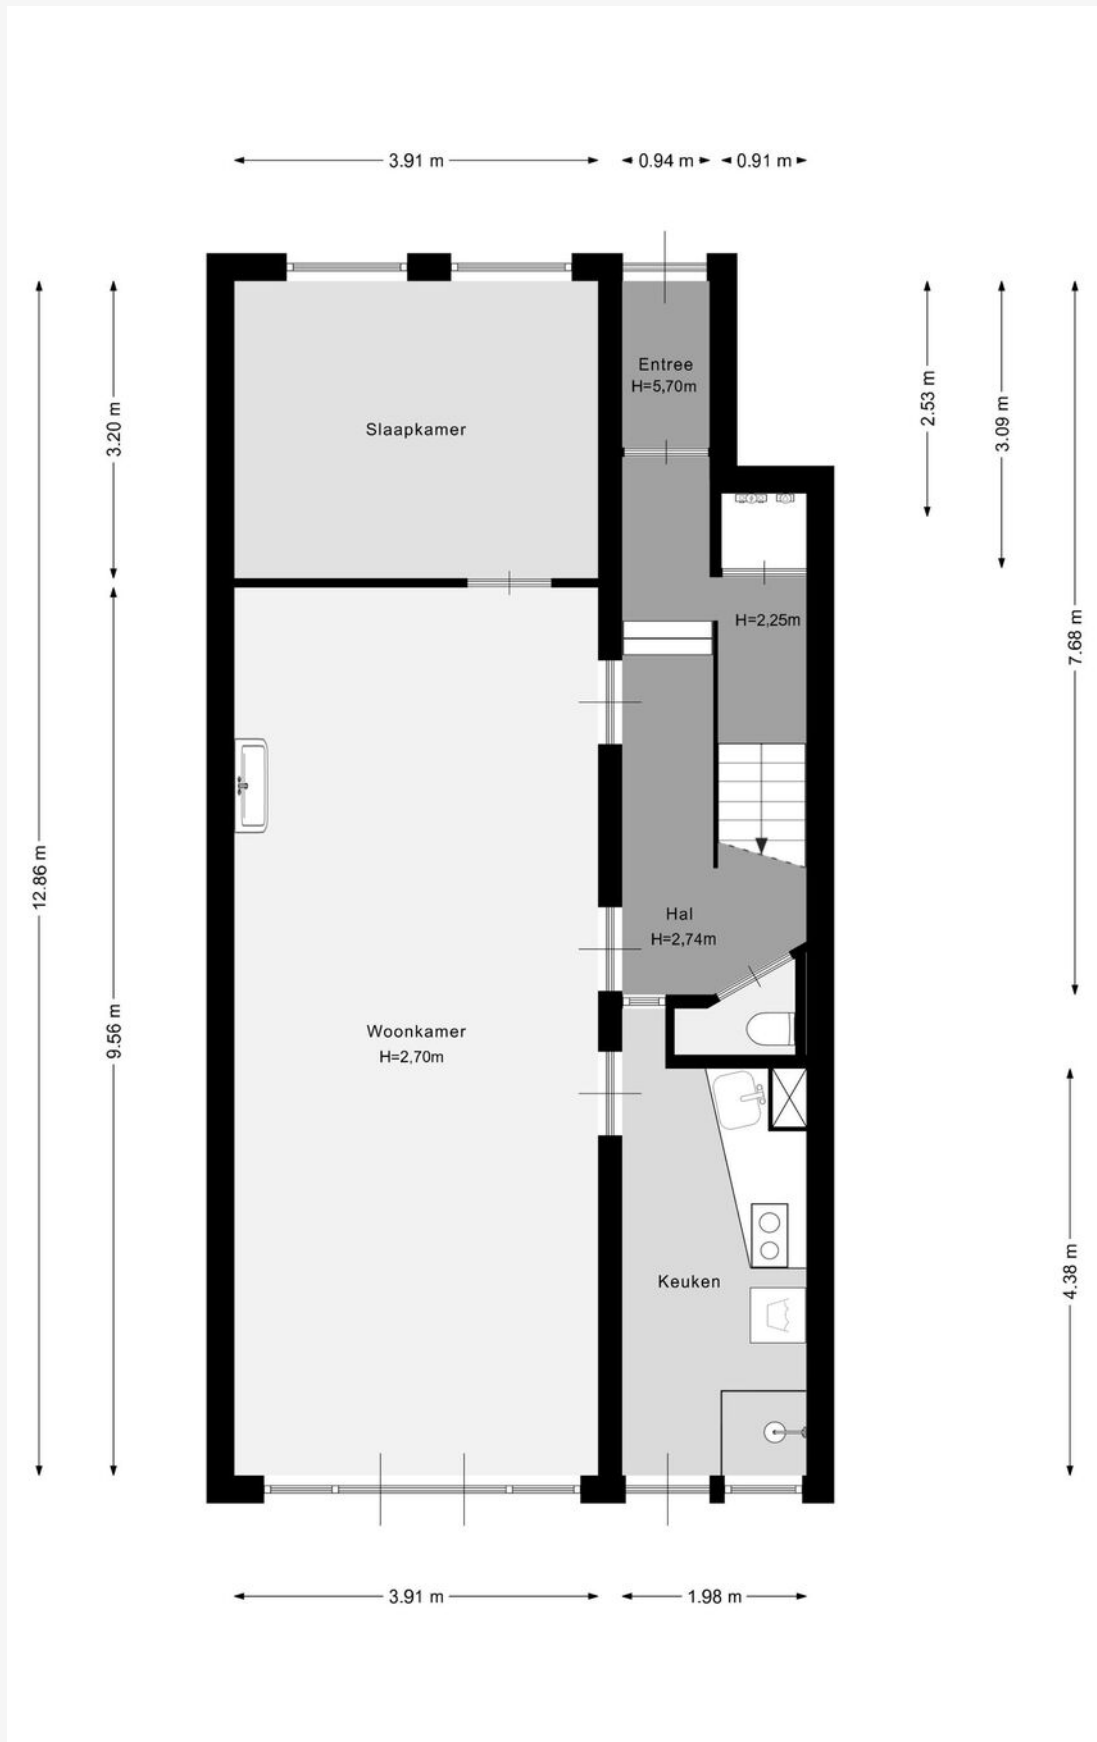 3.91 m
0.94 m
0.91 m
Entree
H=5,70m
Slaapkamer
3.20 m
2.53 m
3.09 m
H=2,25m
7.68 m
12.86 m
Hal
H=2,74m
9.56 m
Woonkamer
H=2,70m
Keuken
4.38 m
3.91 m
1.98 m